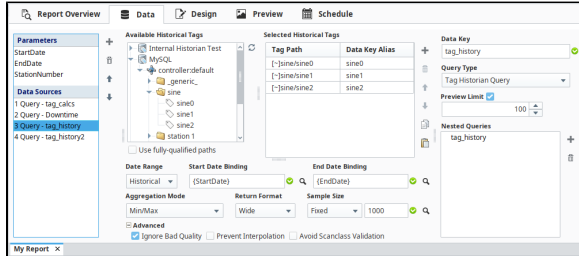 Report Overview
Data
Design
Preview
Schedule
Parameters
StartDate
EndDate
StationNumber
Data Sources
1 Query - tag_calcs
2 Query - Downtime
3 Query - tag_history
4 Query - tag_history2
Available Historical Tags
Internal Historian Test
MySQL
controller:default
_generic_
sine
sine0
sine1
sine2
station 1
Use fully-qualified paths
Selected Historical Tags
Tag Path Data Key Alias
[~]sine/sine0 sine0
[~]sine/sine1 sine1
[~]sine/sine2 sine2
Data Key
tag_history
Query Type
Tag Historian Query
Preview Limit
100
Nested Queries
tag_history
Date Range Start Date Binding End Date Binding
Historical {StartDate} {EndDate}
Aggregation Mode Return Format Sample Size
Min/Max Wide Fixed 1000
Advanced
Ignore Bad Quality Prevent Interpolation Avoid Scanclass Validation
My Report ×